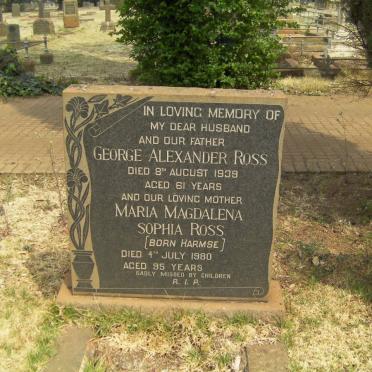 IN LOVING MEMORY OF
MY DEAR HUSBAND
AND OUR FATHER
GEORGE ALEXANDER ROSS
DIED 8TH AUGUST 1939
AGED 61 YEARS
AND OUR LOVING MOTHER
MARIA MAGDALENA
SOPHIA ROSS
[BORN HARMSE]
DIED 4TH JULY 1980
AGED 95 YEARS
SADLY MISSED BY CHILDREN
R.I.P.